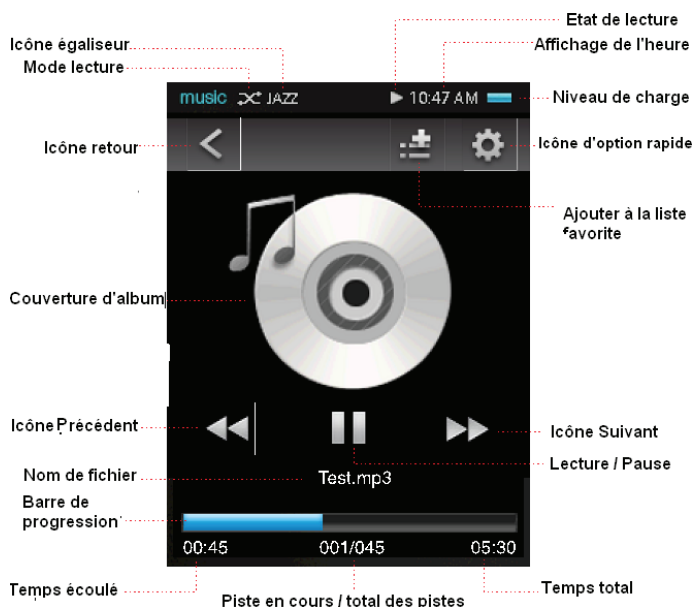 Etat de lecture
Icône égaliseur
Affichage de l'heure
Mode lecture
music JAZZ 10:47 AM
Niveau de charge
Icône retour
Icône d'option rapide
Ajouter à la liste
favorite
Couverture d'album
Icône Précédent
Icône Suivant
Lecture / Pause
Nom de fichier
Test.mp3
Barre de
progression
00:45 001/045 05:30
Temps écoulé
Piste en cours / total des pistes
Temps total